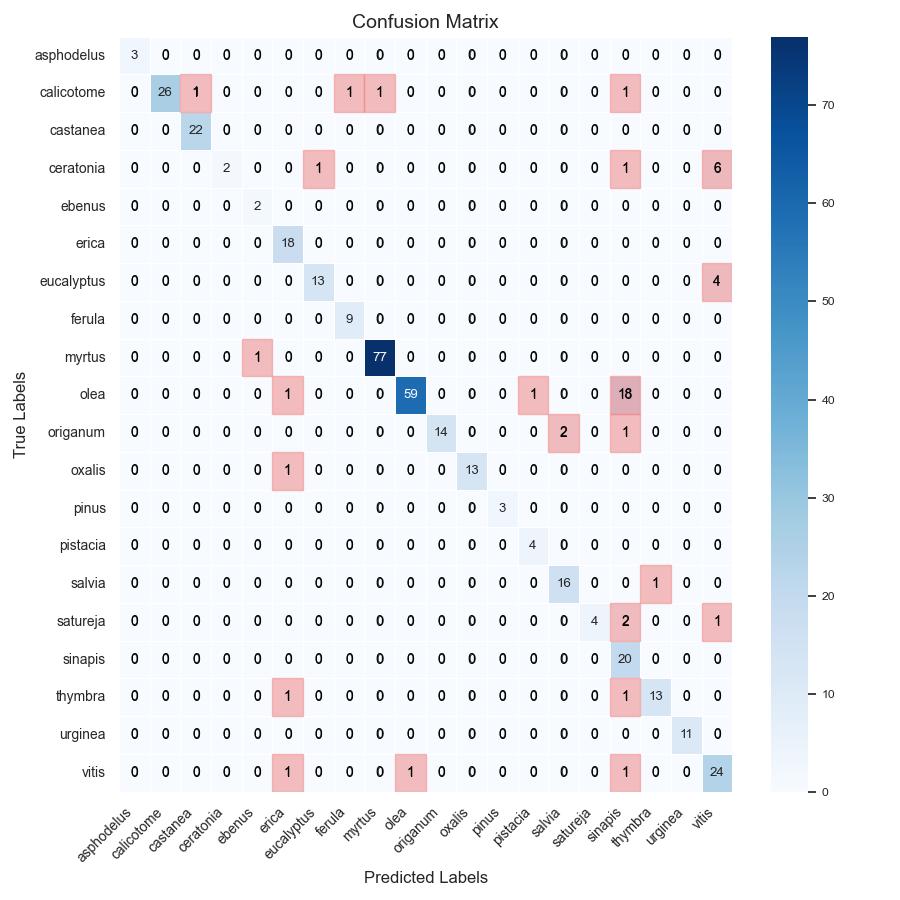 Confusion Matrix
asphodelus 3 0 0 0 0 0 0 0 0 0 0 0 0 0 0 0 0 0 0 0
calicotome 0 26 1 0 0 0 0 1 1 0 0 0 0 0 0 0 1 0 0 0
castanea 0 0 22 0 0 0 0 0 0 0 0 0 0 0 0 0 0 0 0 0
ceratonia 0 0 0 2 0 0 1 0 0 0 0 0 0 0 0 0 1 0 0 6
ebenus 0 0 0 0 2 0 0 0 0 0 0 0 0 0 0 0 0 0 0 0
erica 0 0 0 0 0 18 0 0 0 0 0 0 0 0 0 0 0 0 0 0
eucalyptus 0 0 0 0 0 0 13 0 0 0 0 0 0 0 0 0 0 0 0 4
ferula 0 0 0 0 0 0 0 9 0 0 0 0 0 0 0 0 0 0 0 0
myrtus 0 0 0 0 1 0 0 0 77 0 0 0 0 0 0 0 0 0 0 0
olea 0 0 0 0 0 1 0 0 0 59 0 0 0 1 0 0 18 0 0 0
origanum 0 0 0 0 0 0 0 0 0 0 14 0 0 0 2 0 1 0 0 0
oxalis 0 0 0 0 0 1 0 0 0 0 0 13 0 0 0 0 0 0 0 0
pinus 0 0 0 0 0 0 0 0 0 0 0 0 3 0 0 0 0 0 0 0
pistacia 0 0 0 0 0 0 0 0 0 0 0 0 0 4 0 0 0 0 0 0
salvia 0 0 0 0 0 0 0 0 0 0 0 0 0 0 16 0 0 1 0 0
satureja 0 0 0 0 0 0 0 0 0 0 0 0 0 0 0 4 2 0 0 1
sinapis 0 0 0 0 0 0 0 0 0 0 0 0 0 0 0 0 20 0 0 0
thymbra 0 0 0 0 0 1 0 0 0 0 0 0 0 0 0 0 1 13 0 0
urginea 0 0 0 0 0 0 0 0 0 0 0 0 0 0 0 0 0 0 11 0
vitis 0 0 0 0 0 1 0 0 0 1 0 0 0 0 0 0 1 0 0 24
asphodelus calicotome castanea ceratonia ebenus erica eucalyptus ferula myrtus olea origanum oxalis pinus pistacia salvia satureja sinapis thymbra urginea vitis
Predicted Labels
True Labels
70
60
50
40
30
20
10
0